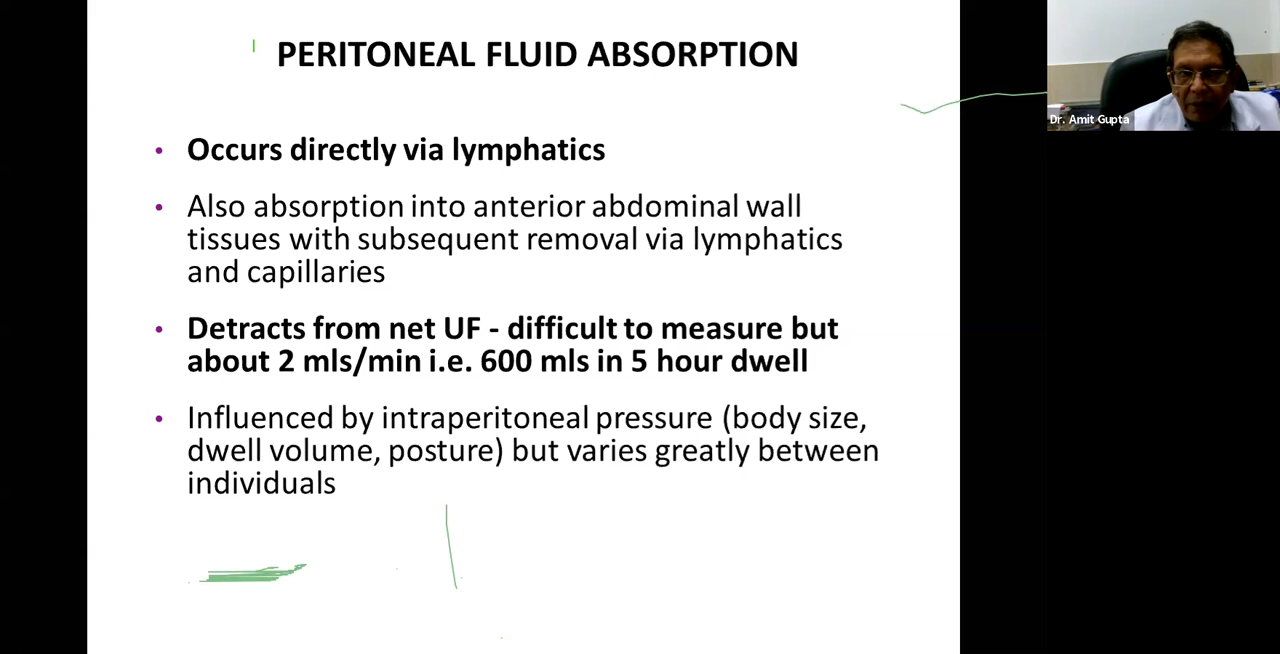 PERITONEAL FLUID ABSORPTION
Dr. Amit Gupta
• Occurs directly via lymphatics
• Also absorption into anterior abdominal wall
tissues with subsequent removal via lymphatics
and capillaries
• Detracts from net UF - difficult to measure but
about 2 mls/min i.e. 600 mls in 5 hour dwell
• Influenced by intraperitoneal pressure (body size,
dwell volume, posture) but varies greatly between
individuals